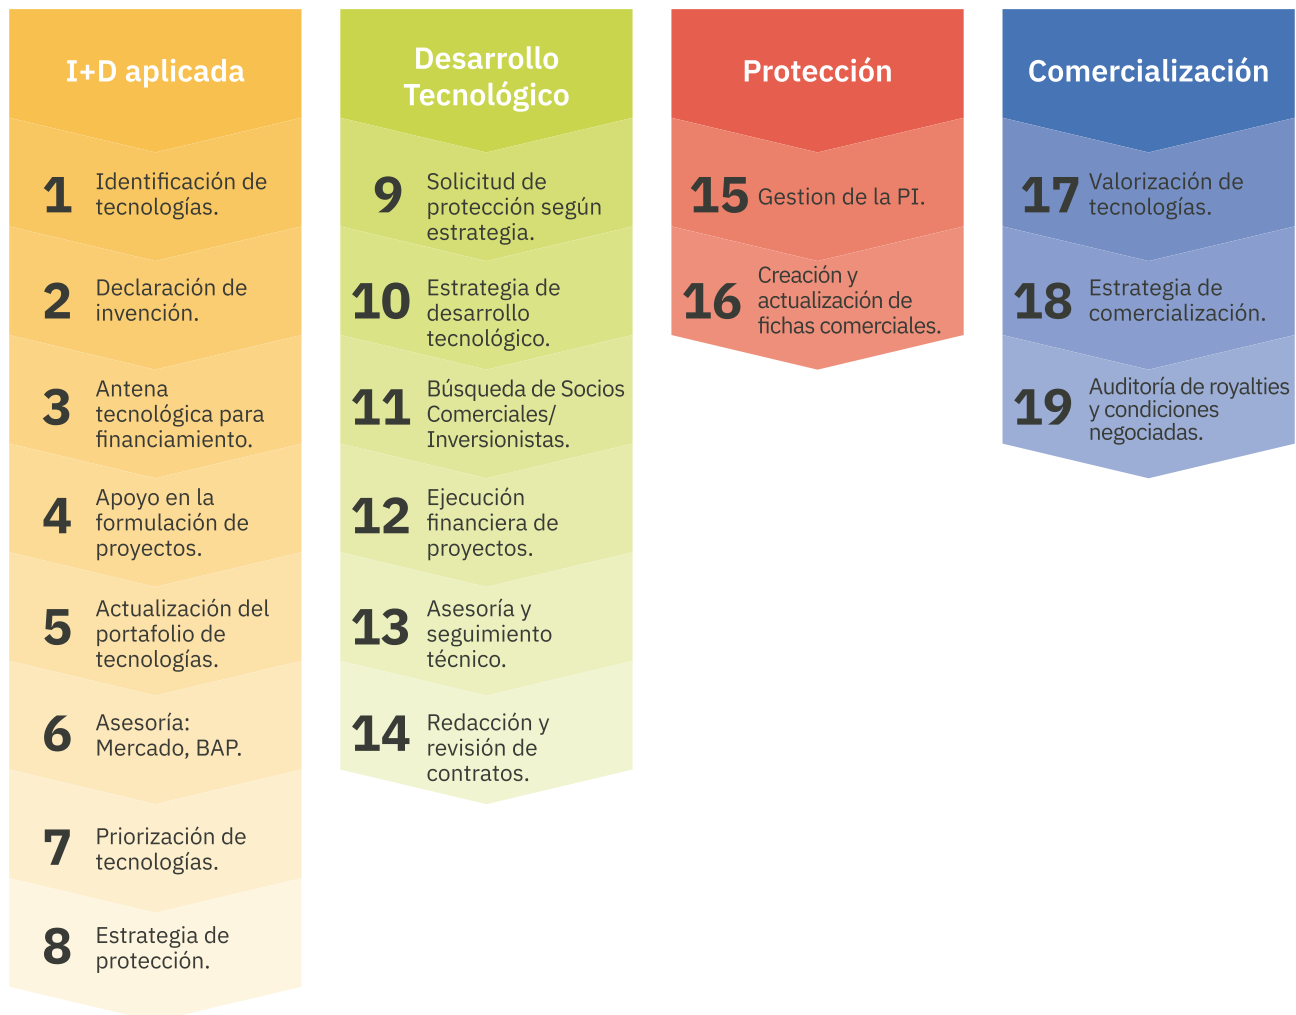 I+D aplicada
1
Identificación de
tecnologías.
2
Declaración de
invención.
3
Antena
tecnológica para
financiamiento.
4
Apoyo en la
formulación de
proyectos.
5
Actualización del
portafolio de
tecnologías.
6
Asesoría:
Mercado, BAP.
7
Priorización de
tecnologías.
8
Estrategia de
protección.
Desarrollo
Tecnológico
9
Solicitud de
protección según
estrategia.
10
Estrategia de
desarrollo
tecnológico.
11
Búsqueda de Socios
Comerciales/
Inversionistas.
12
Ejecución
financiera de
proyectos.
13
Asesoría y
seguimiento
técnico.
14
Redacción y
revisión de
contratos.
Protección
15
Gestion de la PI.
16
Creación y
actualización de
fichas comerciales.
Comercialización
17
Valorización de
tecnologías.
18
Estrategia de
comercialización.
19
Auditoría de royalties
y condiciones
negociadas.